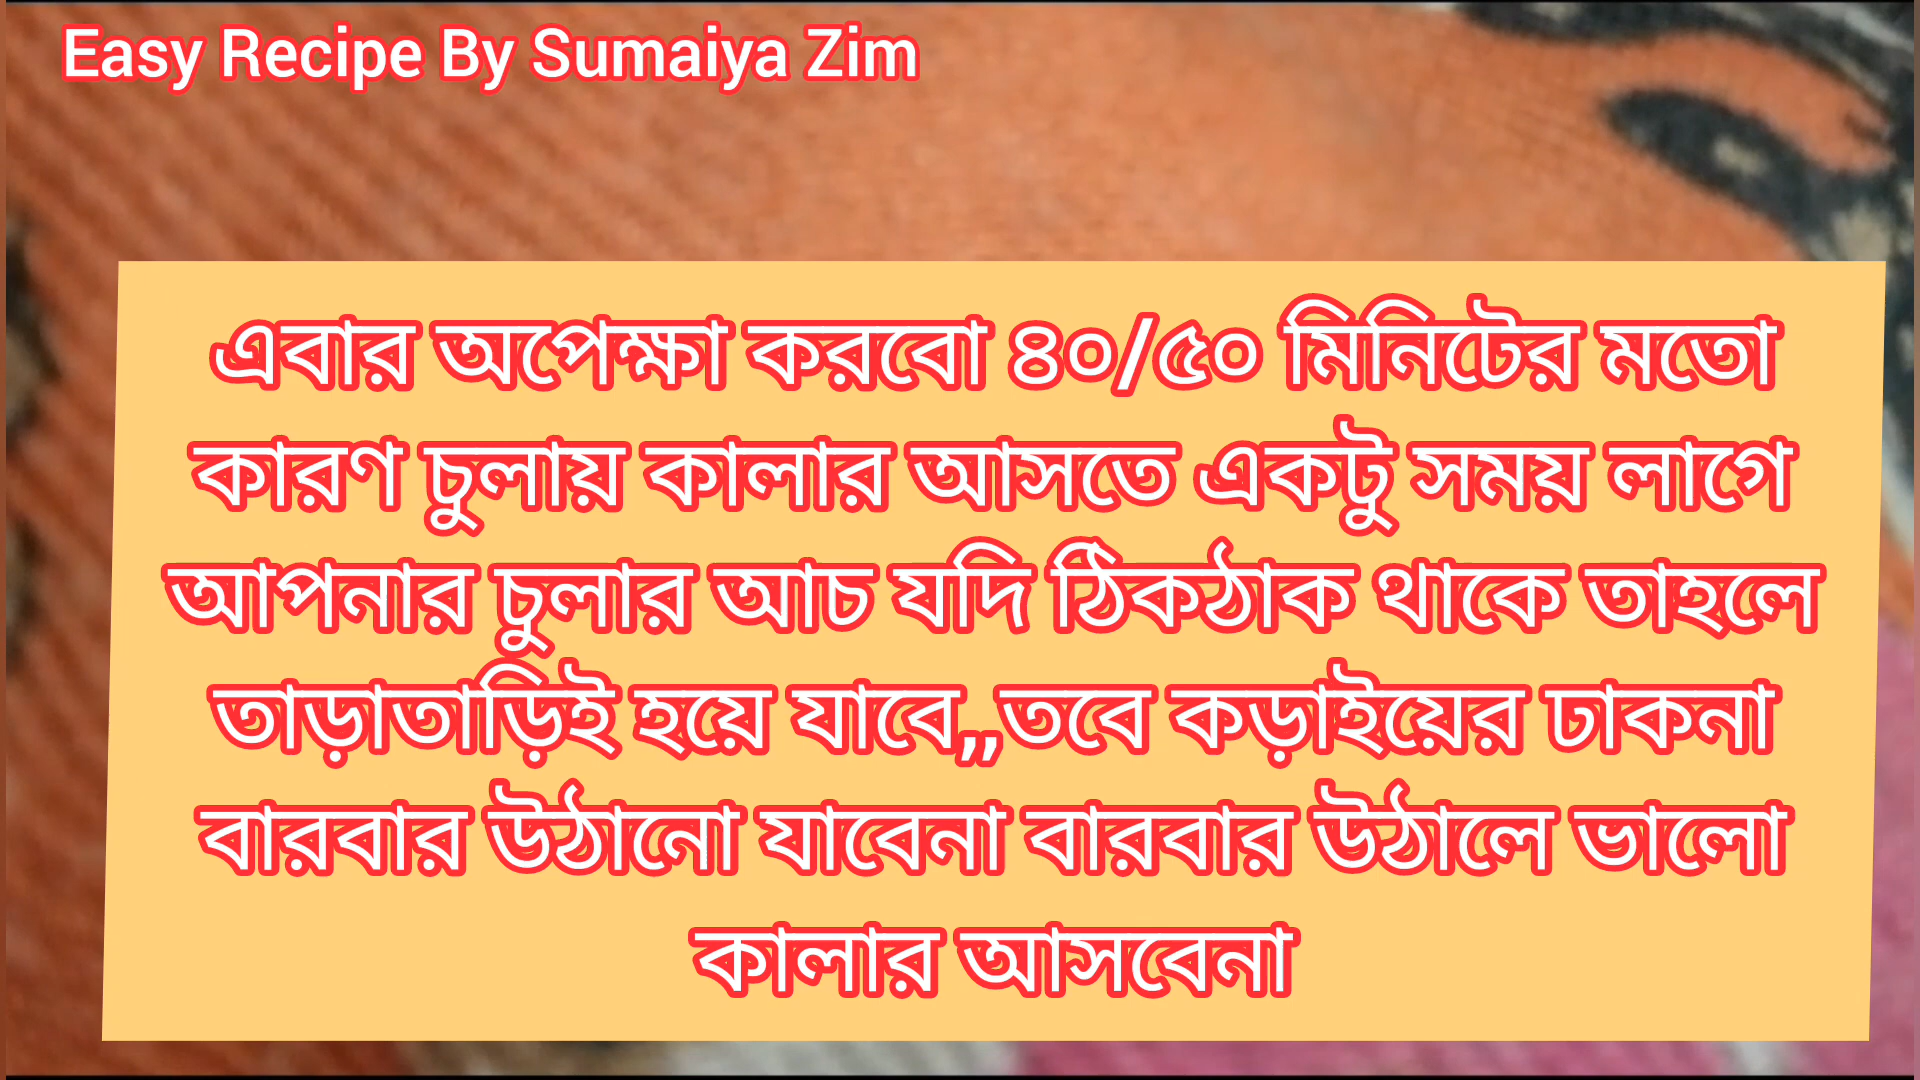 Easy Recipe By Sumaiya Zim
এবার অপেক্ষা করবো ৪০/৫০ মিনিটের মতো
কারণ চুলায় কালার আসতে একটু সময় লাগে
আপনার চুলার আচ যদি ঠিকঠাক থাকে তাহলে
তাড়াতাড়িই হয়ে যাবে,,তবে কড়াইয়ের ঢাকনা
বারবার উঠানো যাবেনা বারবার উঠালে ভালো
কালার আসবেনা